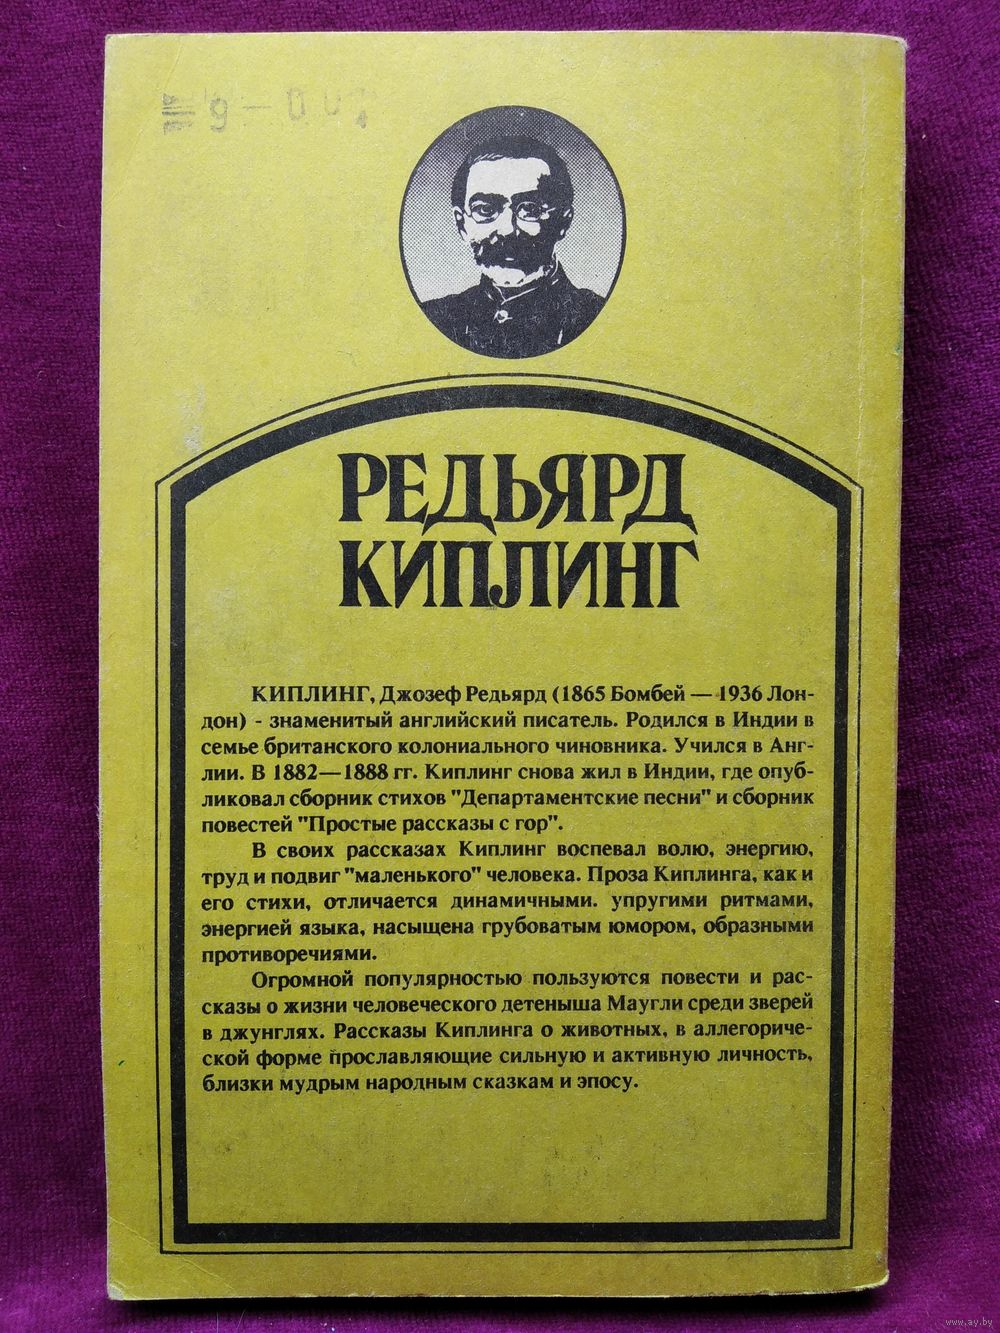 РЕДЬЯРД
КИПЛИНГ
КИПЛИНГ, Джозеф Редьярд (1865 Бомбей — 1936 Лон-
дон) - знаменитый английский писатель. Родился в Индии в
семье британского колониального чиновника. Учился в Анг-
лии. В 1882—1888 гг. Киплинг снова жил в Индии, где опуб-
ликовал сборник стихов "Департаментские песни" и сборник
повестей "Простые рассказы с гор".
В своих рассказах Киплинг воспевал волю, энергию,
труд и подвиг "маленького" человека. Проза Киплинга, как и
его стихи, отличается динамичными. упругими ритмами,
энергией языка, насыщена грубоватым юмором, образными
противоречиями.
Огромной популярностью пользуются повести и рас-
сказы о жизни человеческого детеныша Маугли среди зверей
в джунглях. Рассказы Киплинга о животных, в аллегориче-
ской форме прославляющие сильную и активную личность,
близки мудрым народным сказкам и эпосу.
www.ay.by